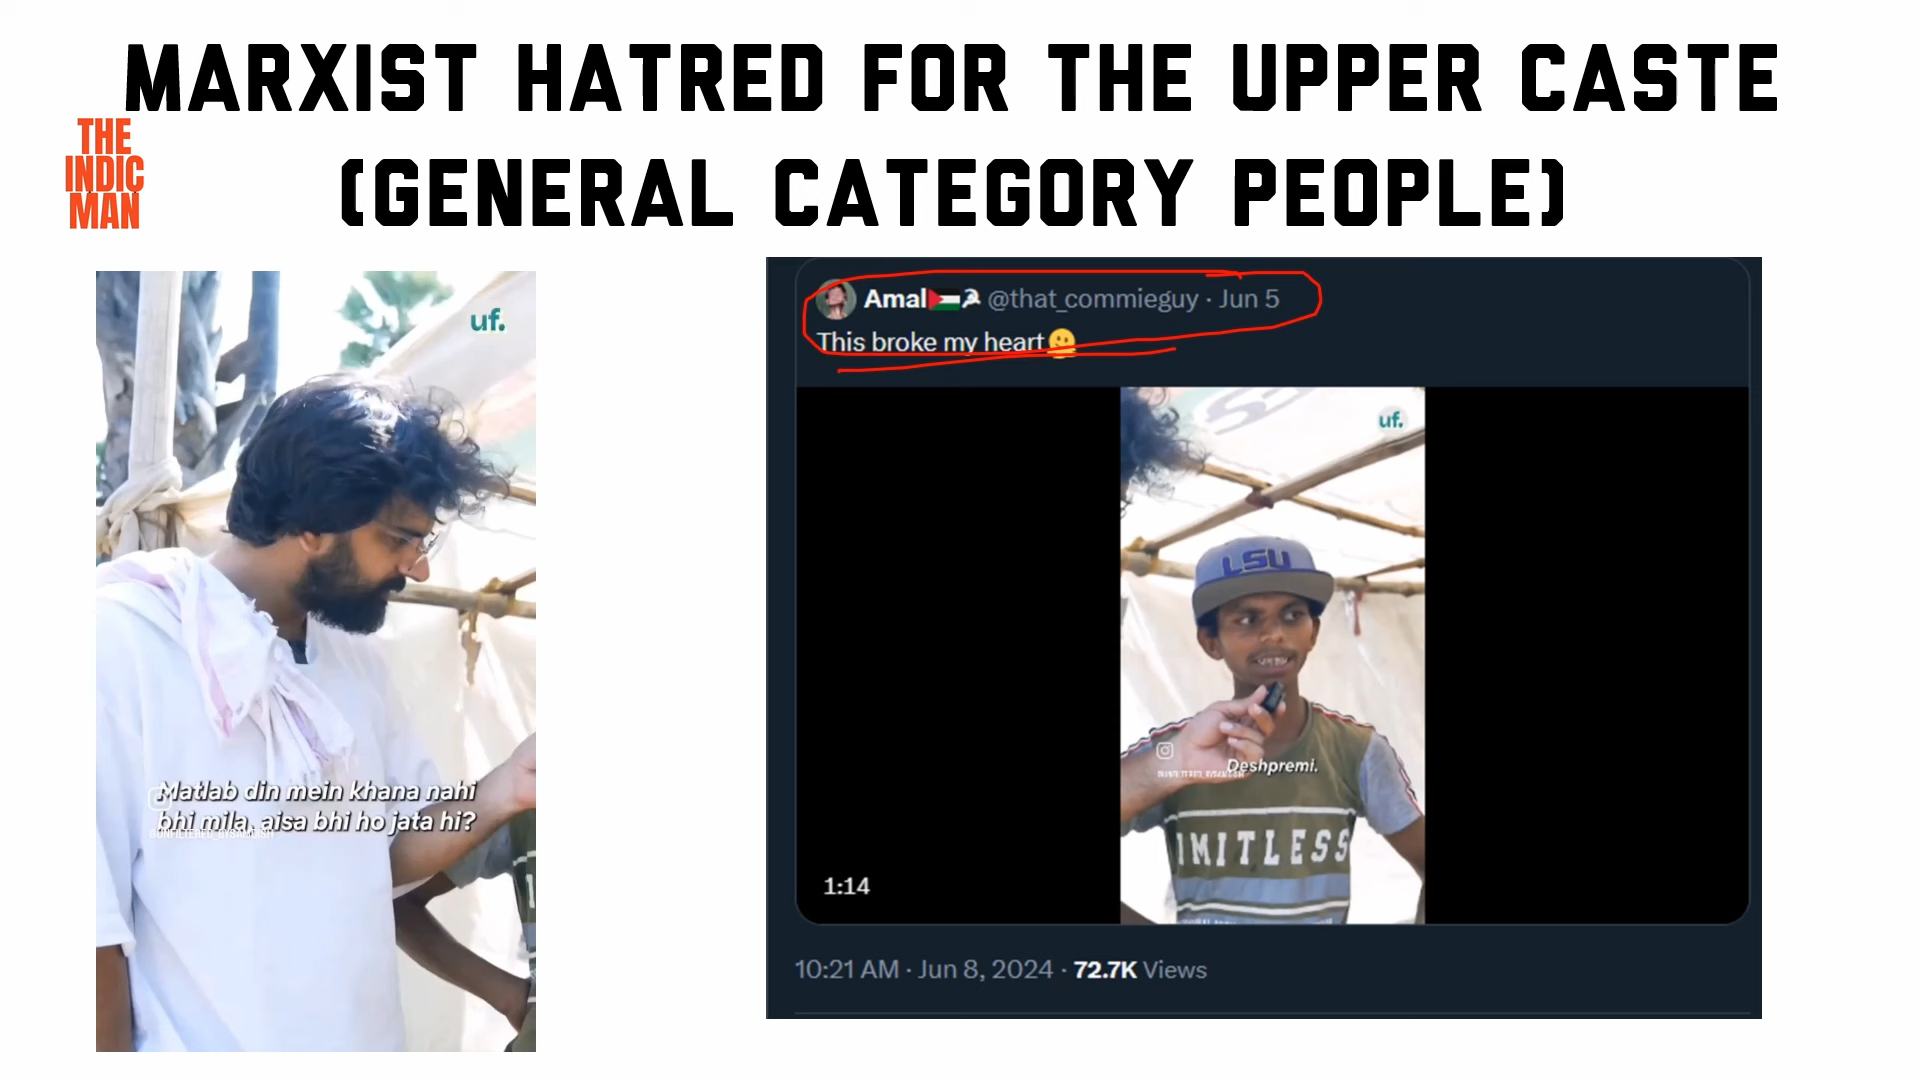 MARXIST HATRED FOR THE UPPER CASTE
(GENERAL CATEGORY PEOPLE)
THE
INDIC
MAN
uf.
Matlab din mein khana nahi
bhi mila, aisa bhi ho jata hi?
Amal @that_commieguy · Jun 5
This broke my heart
uf.
LSU
Deshpremi.
IMITLESS
1:14
10:21 AM · Jun 8, 2024 · 72.7K Views